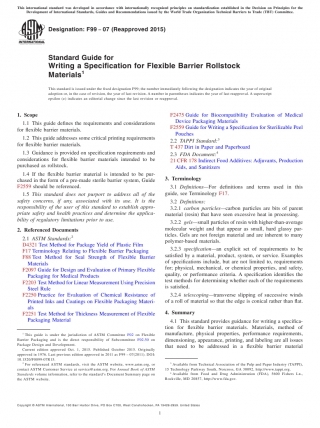 This international standard was developed in accordance with internationally recognized principles on standardization established in the Decision on Principles for the
Development of International Standards, Guides and Recommendations issued by the World Trade Organization Technical Barriers to Trade (TBT) Committee.
Designation: F99 − 07 (Reapproved 2015)
Standard Guide for
Writing a Specification for Flexible Barrier Rollstock
Materials1
This standard is issued under the fixed designation F99; the number immediately following the designation indicates the year of original
adoption or, in the case of revision, the year of last revision. A number in parentheses indicates the year of last reapproval. A superscript
epsilon (ε) indicates an editorial change since the last revision or reapproval.
1. Scope
1.1 This guide defines the requirements and considerations
for flexible barrier materials.
1.2 This guide addresses some critical printing requirements
for flexible barrier materials.
1.3 Guidance is provided on specification requirements and
considerations for flexible barrier materials intended to be
purchased as rollstock.
1.4 If the flexible barrier material is intended to be pur-
chased in the form of a pre-made sterile barrier system, Guide
F2559 should be referenced.
1.5 This standard does not purport to address all of the
safety concerns, if any, associated with its use. It is the
responsibility of the user of this standard to establish appro-
priate safety and health practices and determine the applica-
bility of regulatory limitations prior to use.
2. Referenced Documents
2.1 ASTM Standards:2
D4321 Test Method for Package Yield of Plastic Film
F17 Terminology Relating to Flexible Barrier Packaging
F88 Test Method for Seal Strength of Flexible Barrier
Materials
F2097 Guide for Design and Evaluation of Primary Flexible
Packaging for Medical Products
F2203 Test Method for Linear Measurement Using Precision
Steel Rule
F2250 Practice for Evaluation of Chemical Resistance of
Printed Inks and Coatings on Flexible Packaging Materi-
als
F2251 Test Method for Thickness Measurement of Flexible
Packaging Material
1 This guide is under the jurisdiction of ASTM Committee F02 on Flexible
Barrier Packaging and is the direct responsibility of Subcommittee F02.50 on
Package Design and Development.
Current edition approved Oct. 1, 2015. Published October 2015. Originally
approved in 1970. Last previous edition approved in
2 For referenced ASTM standards, visit the ASTM website, www.astm.org, or
contact ASTM Customer Service at service@astm.org. For Annual Book of ASTM
Standards volume information, refer to the standard's Document Summary page on
the ASTM website.
F2475 Guide for Biocompatibility Evaluation of Medical
Device Packaging Materials
F2559 Guide for Writing a Specification for Sterilizable Peel
Pouches
2.2 TAPPI Standard:3
T 437 Dirt in Paper and Paperboard
2.3 FDA Document:4
21 CFR 178 Indirect Food Additives: Adjuvants, Production
Aids, and Sanitizers
3. Terminology
3.1 Definitions—For definitions and terms used in this
guide, see Terminology F17.
3.2 Definitions:
3.2.1 carbon particles—carbon particles are bits of parent
material (resin) that have seen excessive heat in processing.
3.2.2 gels—small particles of resin with higher-than-average
molecular weight and that appear as small, hard glassy par-
ticles. Gels are not foreign material and are inherent to many
polymer-based materials.
3.2.3 specification—an explicit set of requirements to be
satisfied by a material, product, system, or service. Examples
of specifications include, but are not limited to, requirements
for; physical, mechanical, or chemical properties, and safety,
quality, or performance criteria. A specification identifies the
test methods for determining whether each of the requirements
is satisfied.
3.2.4 telescoping—transverse slipping of successive winds
of a roll of material so that the edge is conical rather than flat.
4. Summary
4.1 This standard provides guidance for writing a specifica-
tion for flexible barrier materials. Materials, method of
manufacture, physical properties, performance requirements,
dimensioning, appearance, printing, and labeling are all issues
that need to be addressed in a flexible barrier material
3 Available from Technical Association of the Pulp and Paper Industry (TAPPI),
15 Technology Parkway South, Norcross, GA 30092, http://www.tappi.org.
4 Available from Food and Drug Administration (FDA), 5600 Fishers Ln.,
Rockville, MD 20857, http://www.fda.gov.
Copyright © ASTM International, 100 Barr Harbor Drive, PO Box C700, West Conshohocken, PA 19428-2959. United States
1